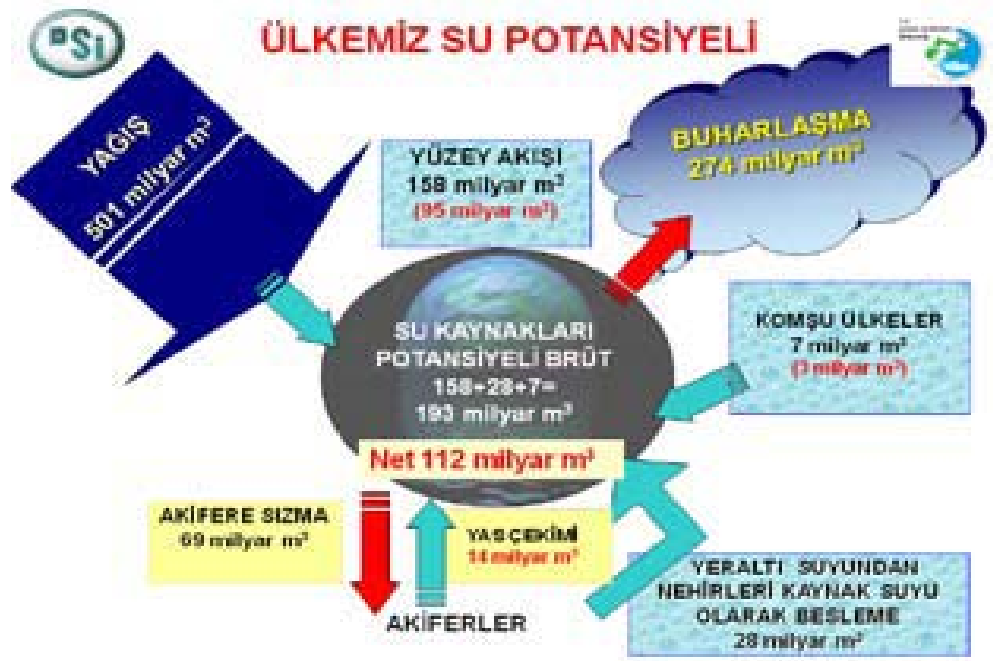 DSİ
ÜLKEMİZ SU POTANSİYELİ
YAĞIŞ
501 milyar m³
YÜZEY AKIŞI
158 milyar m³
(95 milyar m³)
BUHARLAŞMA
274 milyar m³
SU KAYNAKLARI
POTANSİYELİ BRÜT
158+28+7=
193 milyar m³
Net 112 milyar m³
KOMŞU ÜLKELER
7 milyar m³
(3 milyar m³)
AKİFERE SIZMA
69 milyar m³
YAS ÇEKİMİ
14 milyar m³
AKİFERLER
YERALTI SUYUNDAN
NEHİRLERİ KAYNAK SUYU
OLARAK BESLEME
28 milyar m³